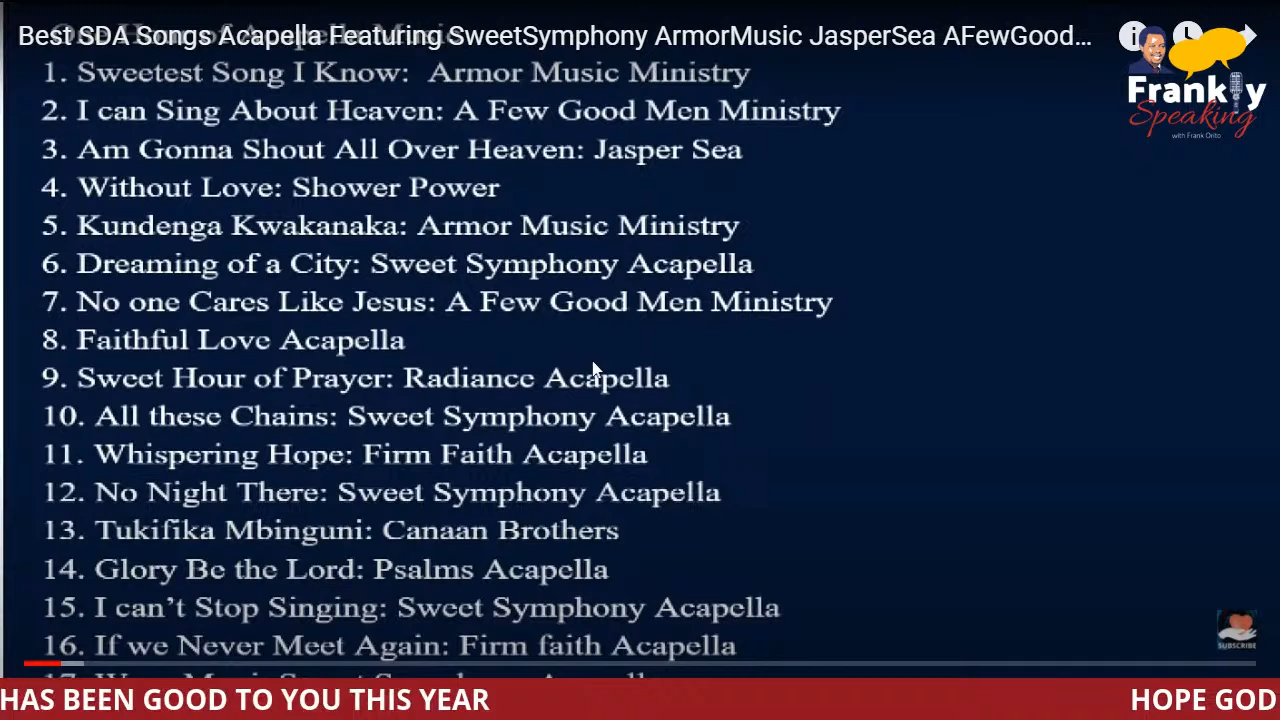 Best SDA Songs Acapella Featuring SweetSymphony ArmorMusic JasperSea AFewGood...
1. Sweetest Song I Know: Armor Music Ministry
2. I can Sing About Heaven: A Few Good Men Ministry
3. Am Gonna Shout All Over Heaven: Jasper Sea
4. Without Love: Shower Power
5. Kundenga Kwakanaka: Armor Music Ministry
6. Dreaming of a City: Sweet Symphony Acapella
7. No one Cares Like Jesus: A Few Good Men Ministry
8. Faithful Love Acapella
9. Sweet Hour of Prayer: Radiance Acapella
10. All these Chains: Sweet Symphony Acapella
11. Whispering Hope: Firm Faith Acapella
12. No Night There: Sweet Symphony Acapella
13. Tukifika Mbinguni: Canaan Brothers
14. Glory Be the Lord: Psalms Acapella
15. I can't Stop Singing: Sweet Symphony Acapella
16. If we Never Meet Again: Firm faith Acapella
Frankly
Speaking
with Frank Orito
SUBSCRIBE
HAS BEEN GOOD TO YOU THIS YEAR
HOPE GOD